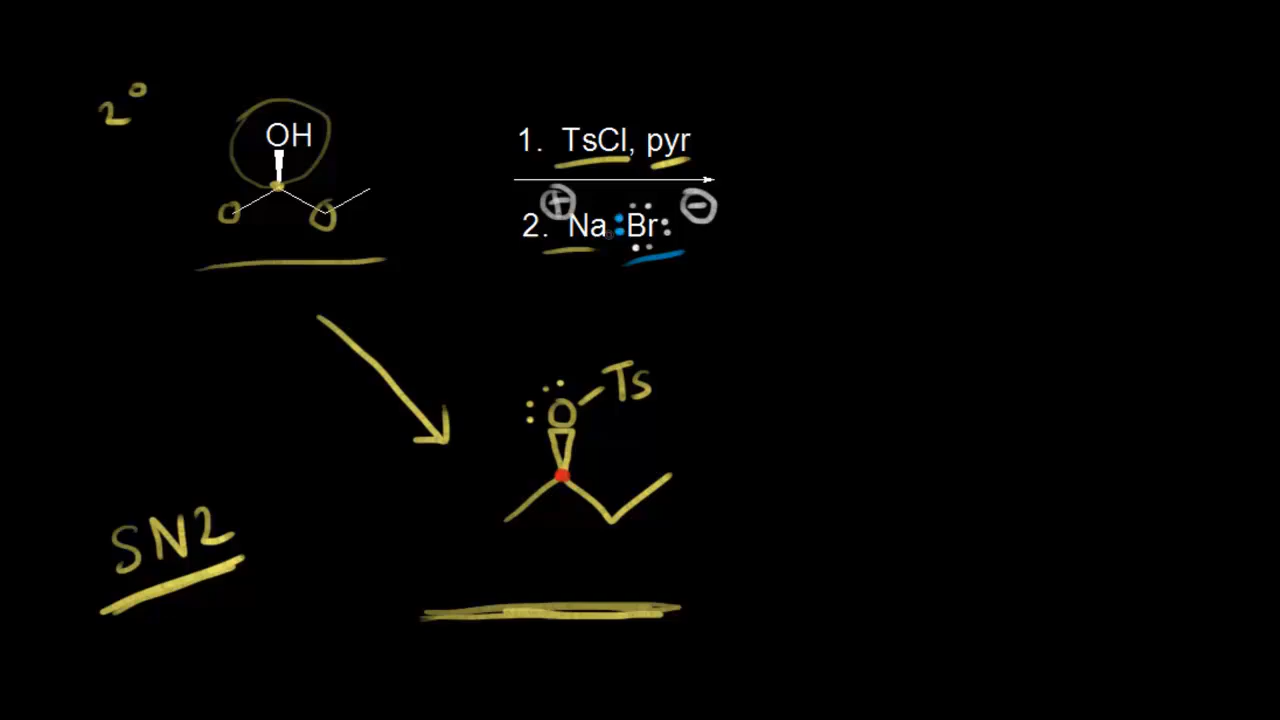 2°
OH
1. TsCl, pyr
+ −
2. Na Br
O-Ts
SN2